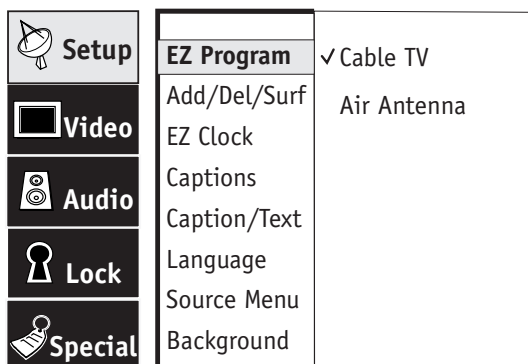 Setup
Video
Audio
Lock
Special
EZ Program
Add/Del/Surf
EZ Clock
Captions
Caption/Text
Language
Source Menu
Background
✓ Cable TV
Air Antenna